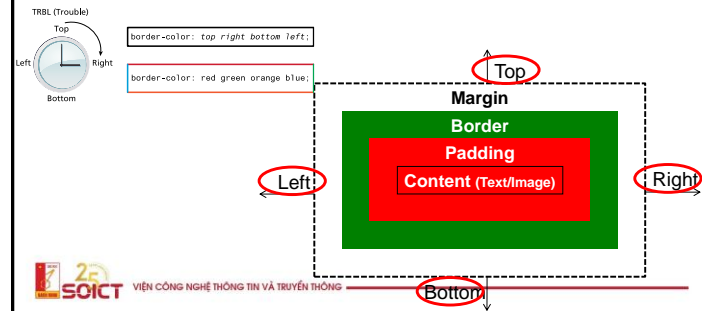 TRBL (Trouble)
Top
Left
Right
Bottom
border-color: top right bottom left;
border-color: red green orange blue;
Top
Margin
Border
Padding
Content (Text/Image)
Left
Right
Bottom
25
SOICT
VIỆN CÔNG NGHỆ THÔNG TIN VÀ TRUYỀN THÔNG